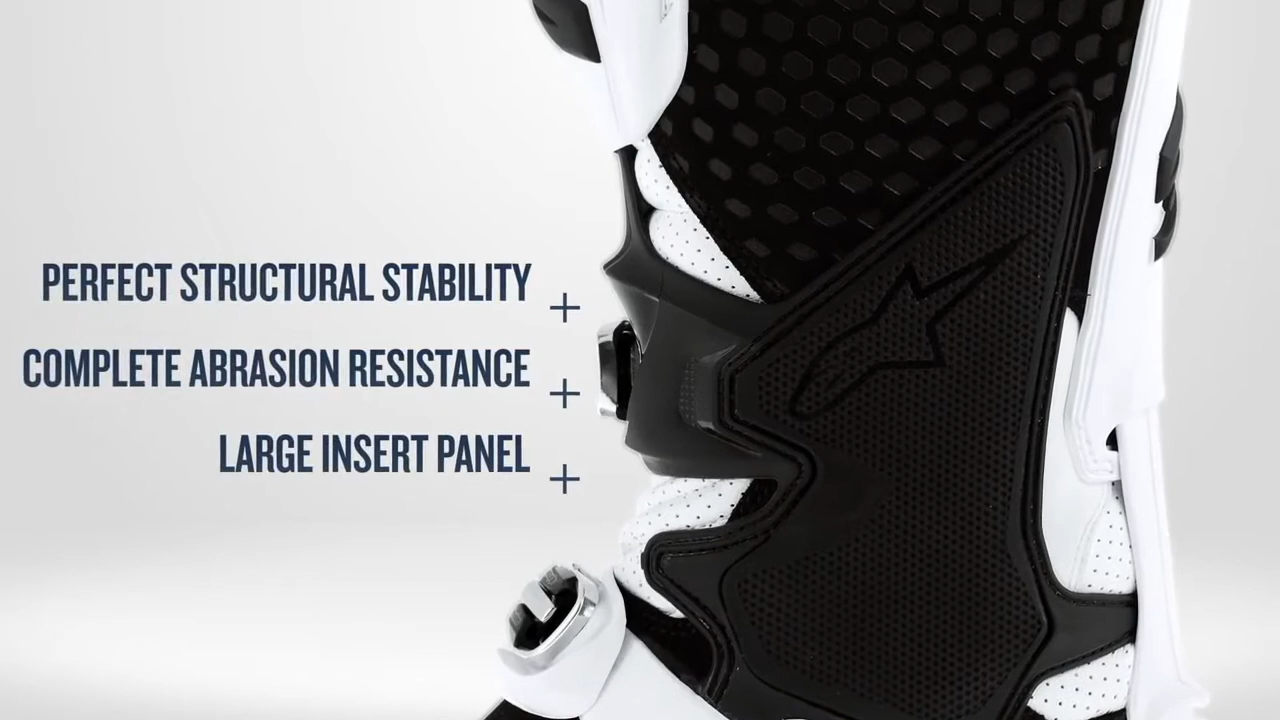 PERFECT STRUCTURAL STABILITY +
COMPLETE ABRASION RESISTANCE +
LARGE INSERT PANEL +